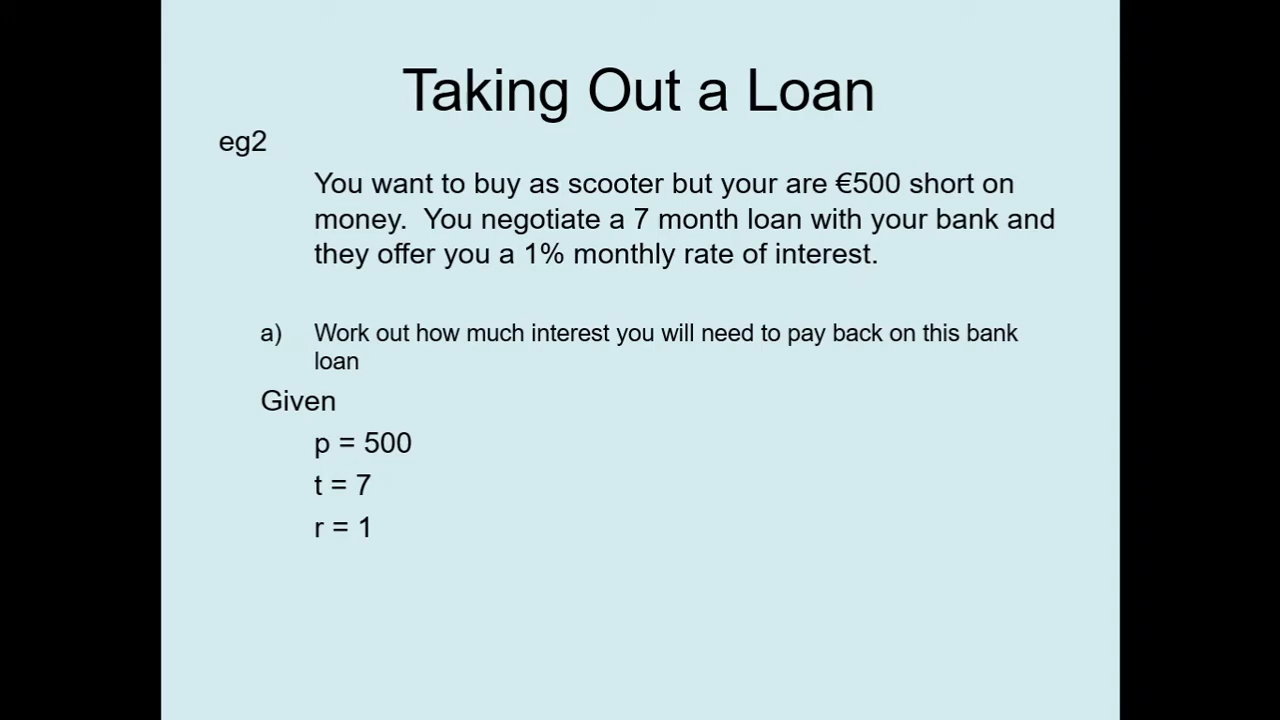 Taking Out a Loan
eg2
You want to buy as scooter but your are €500 short on
money.  You negotiate a 7 month loan with your bank and
they offer you a 1% monthly rate of interest.
a) Work out how much interest you will need to pay back on this bank
loan
Given
p = 500
t = 7
r = 1